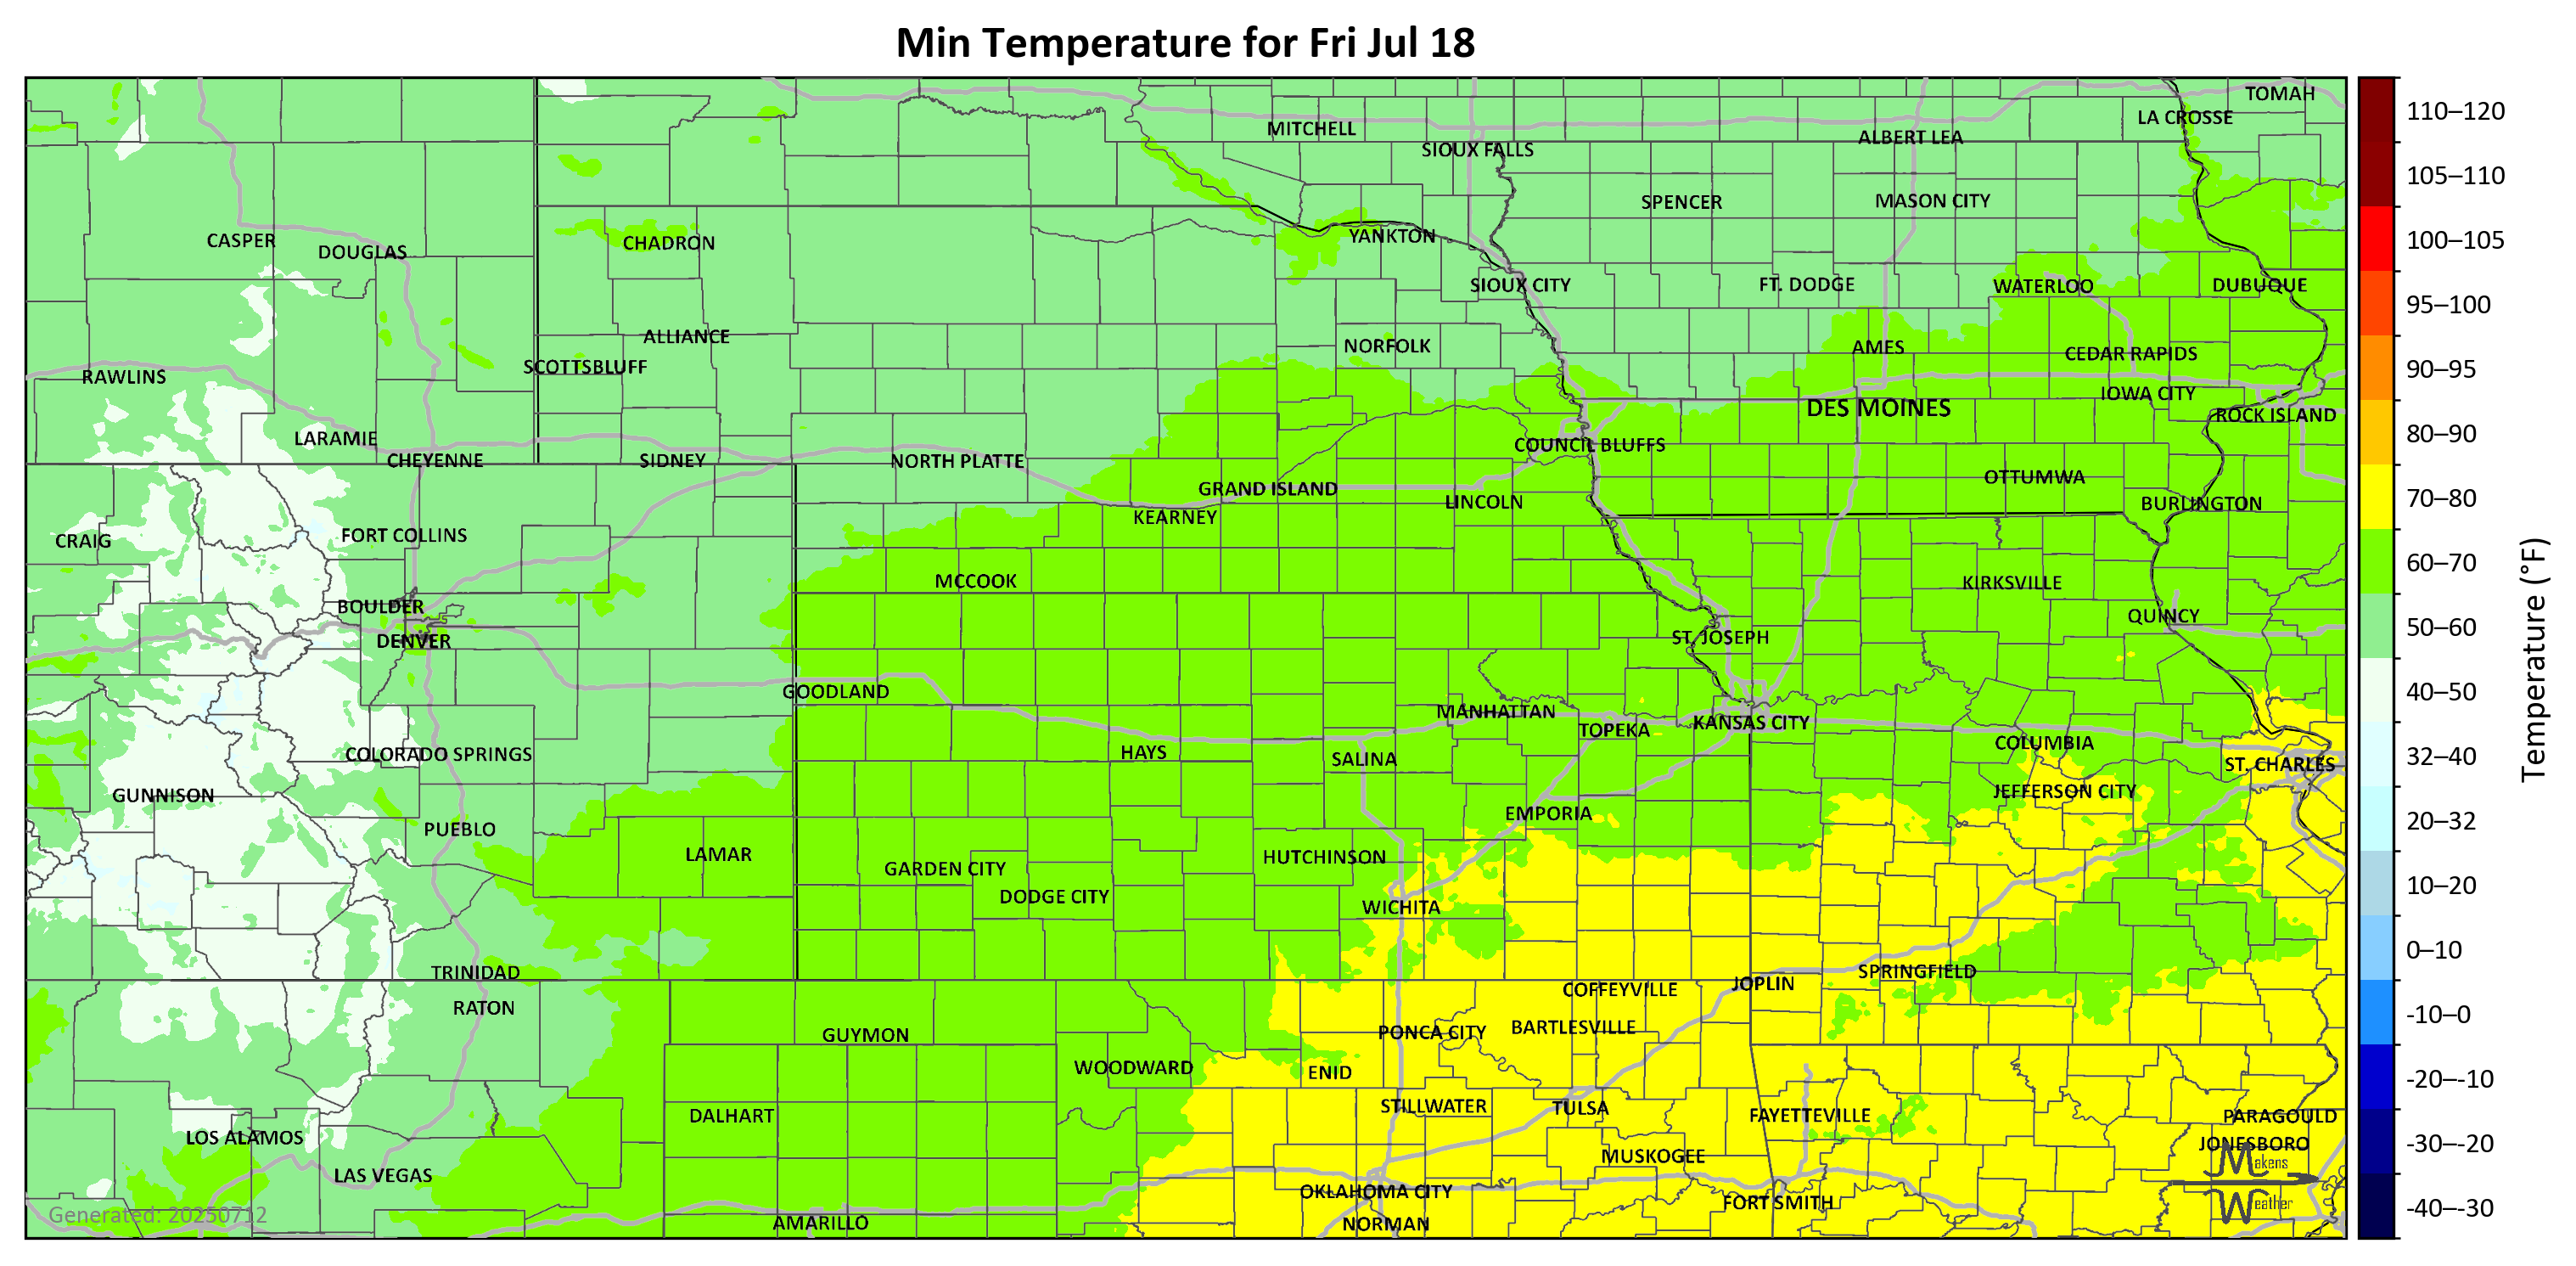 Min Temperature for Fri Jul 18
TOMAH
LA CROSSE
MITCHELL
ALBERT LEA
SIOUX FALLS
SPENCER
MASON CITY
CASPER
DOUGLAS
CHADRON
YANKTON
SIOUX CITY
FT. DODGE
WATERLOO
DUBUQUE
ALLIANCE
NORFOLK
AMES
CEDAR RAPIDS
SCOTTSBLUFF
RAWLINS
IOWA CITY
DES MOINES
ROCK ISLAND
LARAMIE
COUNCIL BLUFFS
CHEYENNE
SIDNEY
NORTH PLATTE
OTTUMWA
GRAND ISLAND
LINCOLN
BURLINGTON
KEARNEY
CRAIG
FORT COLLINS
MCCOOK
KIRKSVILLE
BOULDER
QUINCY
DENVER
ST. JOSEPH
GOODLAND
MANHATTAN
TOPEKA
KANSAS CITY
COLUMBIA
COLORADO SPRINGS
HAYS
SALINA
ST. CHARLES
GUNNISON
JEFFERSON CITY
EMPORIA
PUEBLO
LAMAR
HUTCHINSON
GARDEN CITY
DODGE CITY
WICHITA
TRINIDAD
SPRINGFIELD
JOPLIN
COFFEYVILLE
RATON
GUYMON
PONCA CITY
BARTLESVILLE
WOODWARD
ENID
STILLWATER
TULSA
DALHART
FAYETTEVILLE
PARAGOULD
LOS ALAMOS
JONESBORO
MUSKOGEE
LAS VEGAS
OKLAHOMA CITY
FORT SMITH
AMARILLO
NORMAN
Generated: 20250712
Makens
Weather
110–120
105–110
100–105
95–100
90–95
80–90
70–80
60–70
50–60
40–50
32–40
20–32
10–20
0–10
-10–0
-20–-10
-30–-20
-40–-30
Temperature (°F)